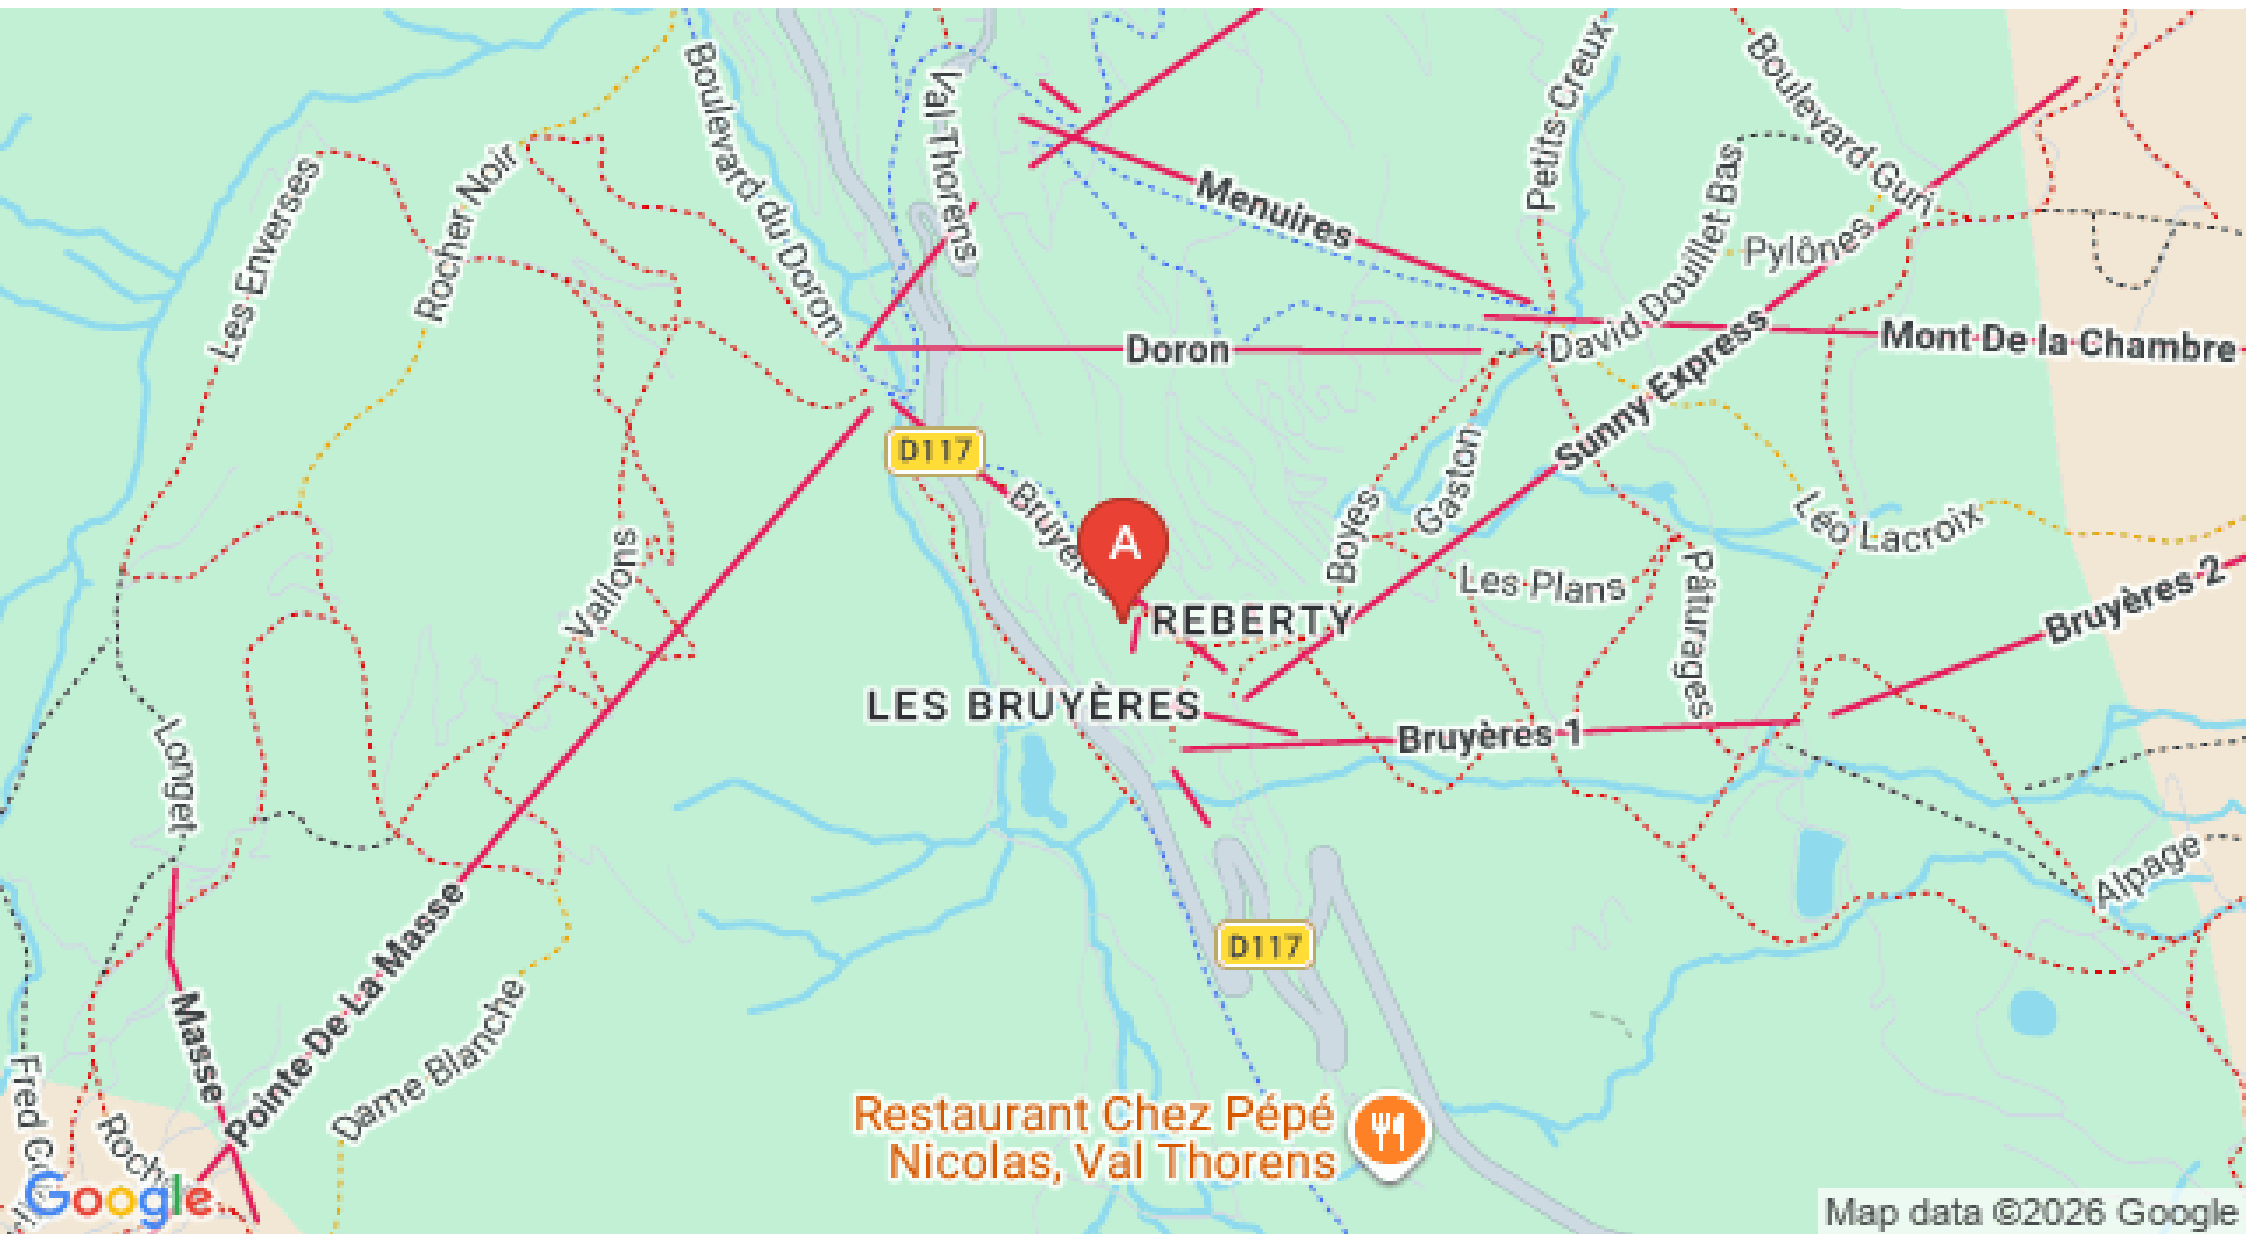 Boulevard du Doron
Val Thorens
Petits Creux
Boulevard Guri
Les Enverses
Rocher Noir
Menuires
David Douillet Bas
Pylônes
Doron
Mont De la Chambre
Sunny Express
D117
Bruyère
A
Boyes
Gaston
Léo Lacroix
Vallons
Les Plans
Pâturages
Bruyères 2
REBERTY
LES BRUYÈRES
Bruyères 1
Longet
Alpage
D117
Masse
Pointe De La Masse
Dame Blanche
Fred
Restaurant Chez Pépé
Nicolas, Val Thorens
Google
Map data ©2026 Google